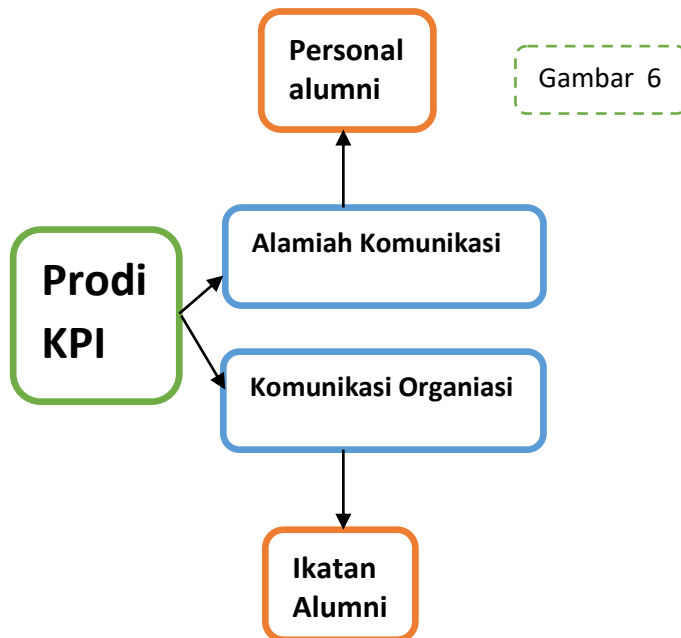 Personal
alumni
Gambar 6
Alamiah Komunikasi
Prodi
KPI
Komunikasi Organiasi
Ikatan
Alumni